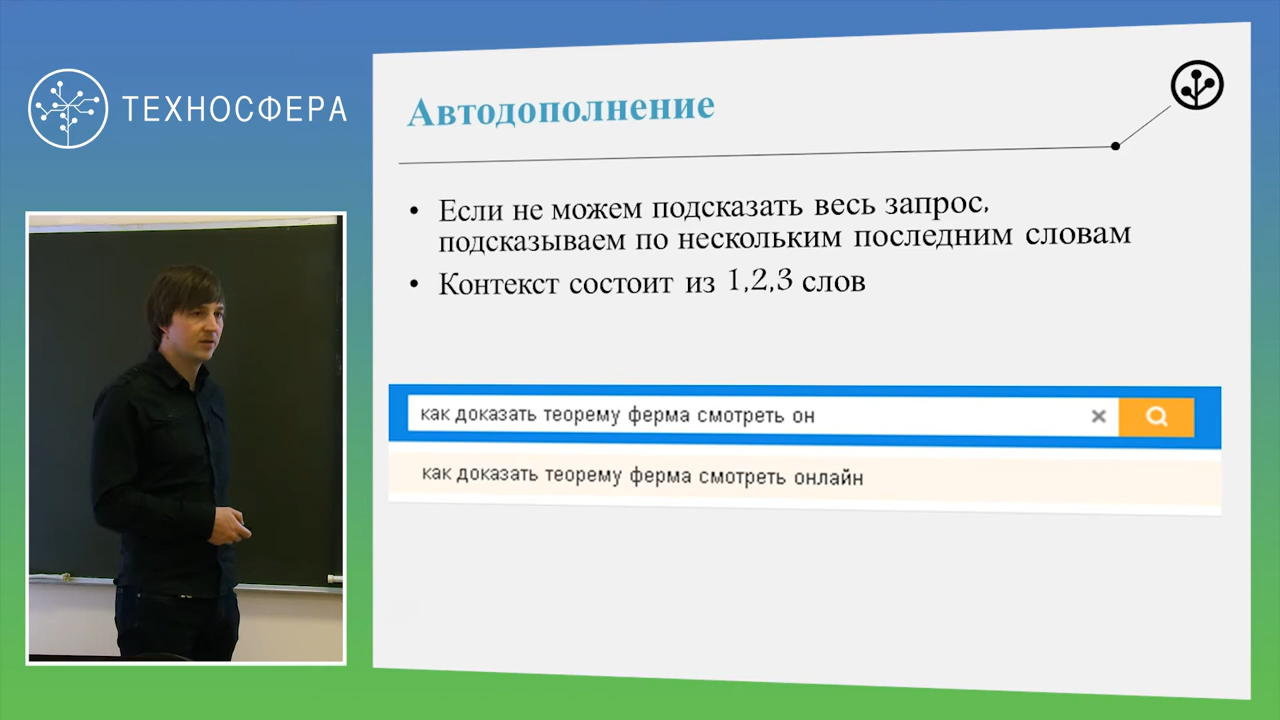 ТЕХНОСФЕРА
Автодополнение
• Если не можем подсказать весь запрос,
подсказываем по нескольким последним словам
• Контекст состоит из 1,2,3 слов
как доказать теорему ферма смотреть он
как доказать теорему ферма смотреть онлайн